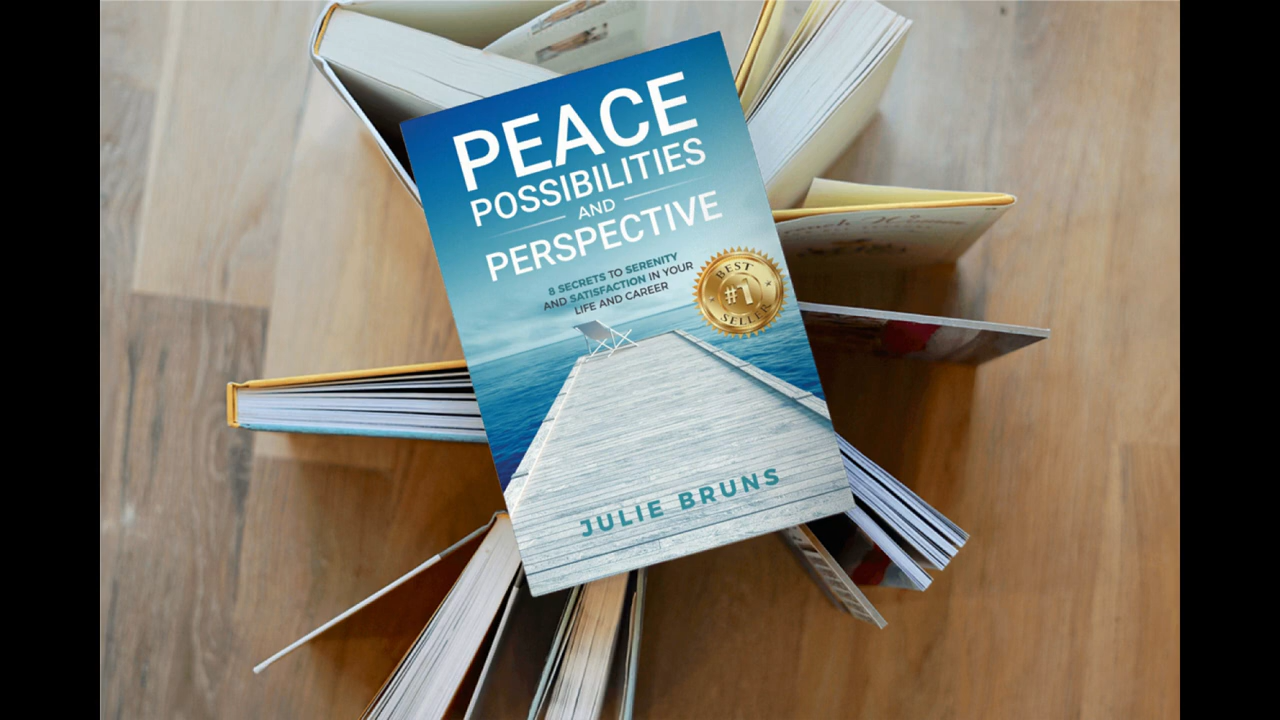 PEACE
POSSIBILITIES
AND
PERSPECTIVE
8 SECRETS TO SERENITY
AND SATISFACTION IN YOUR
LIFE AND CAREER
BEST
#1
SELLER
JULIE BRUNS